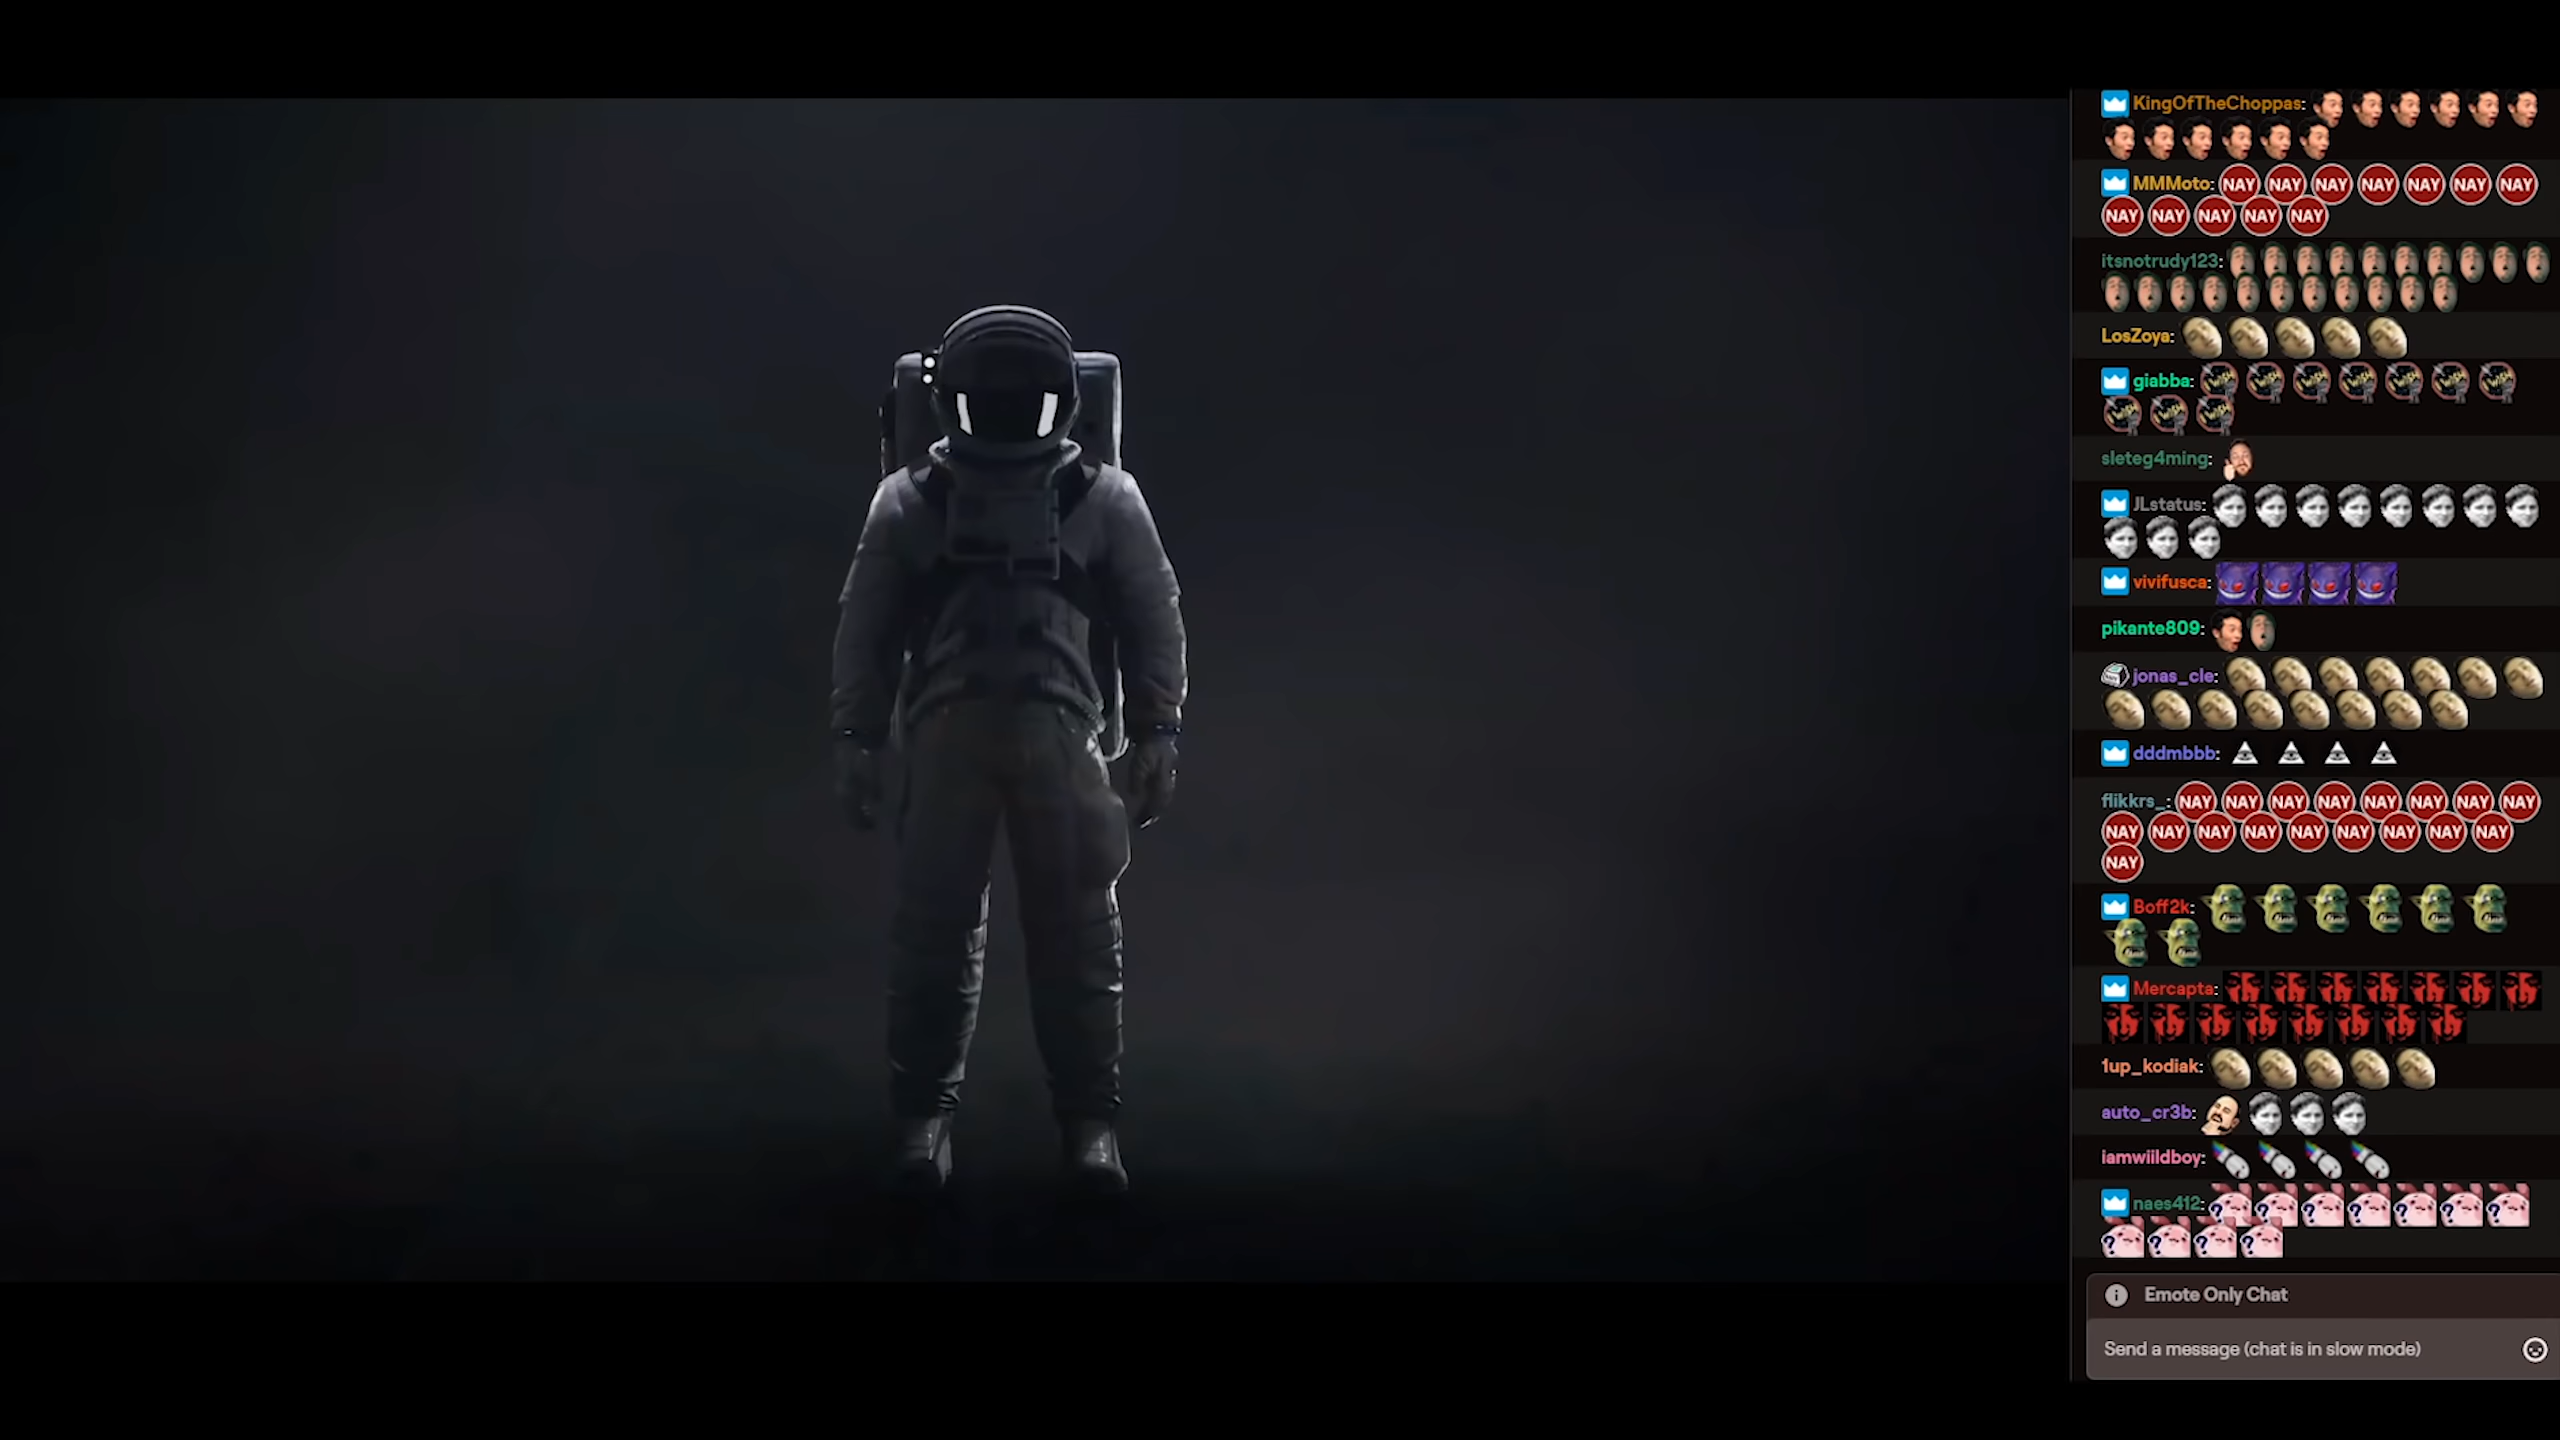 KingOfTheChoppas:
MMMoto: NAY NAY NAY NAY NAY NAY NAY
NAY NAY NAY NAY NAY
itsnotrudy123:
LosZoya:
giabba:
sleteg4ming:
JLstatus:
vivifusca:
pikante809:
jonas_cle:
dddmbbb:
flikkrs_: NAY NAY NAY NAY NAY NAY NAY NAY
NAY NAY NAY NAY NAY NAY NAY NAY NAY
NAY
Boff2k:
Mercapta:
1up_kodiak:
auto_cr3b:
iamwiildboy:
naes412: ? ? ? ? ? ? ?
? ? ? ?
Emote Only Chat
Send a message (chat is in slow mode)